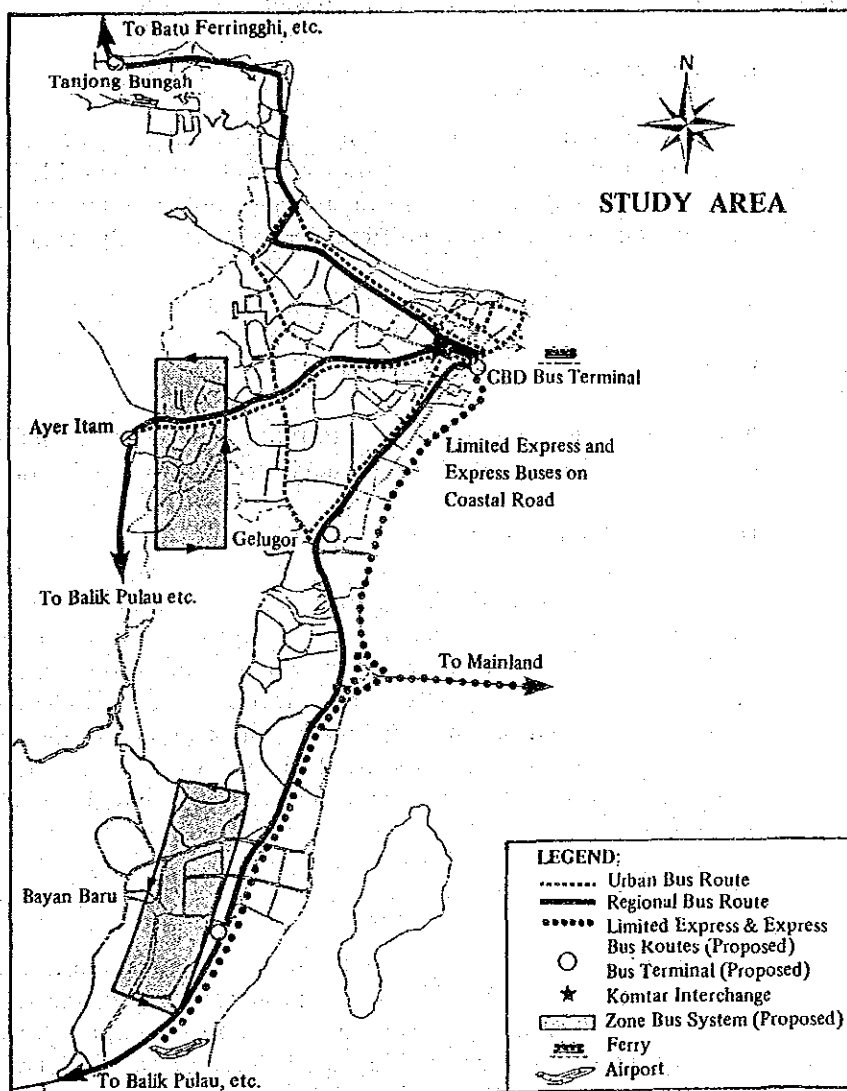 To Batu Ferringghi, etc.
Tanjong Bungah
N
STUDY AREA
CBD Bus Terminal
Ayer Itam
Limited Express and
Express Buses on
Coastal Road
Gelugor
To Balik Pulau etc.
To Mainland
Bayan Baru
To Balik Pulau, etc.
LEGEND:
Urban Bus Route
Regional Bus Route
Limited Express & Express
Bus Routes (Proposed)
Bus Terminal (Proposed)
Komtar Interchange
Zone Bus System (Proposed)
Ferry
Airport